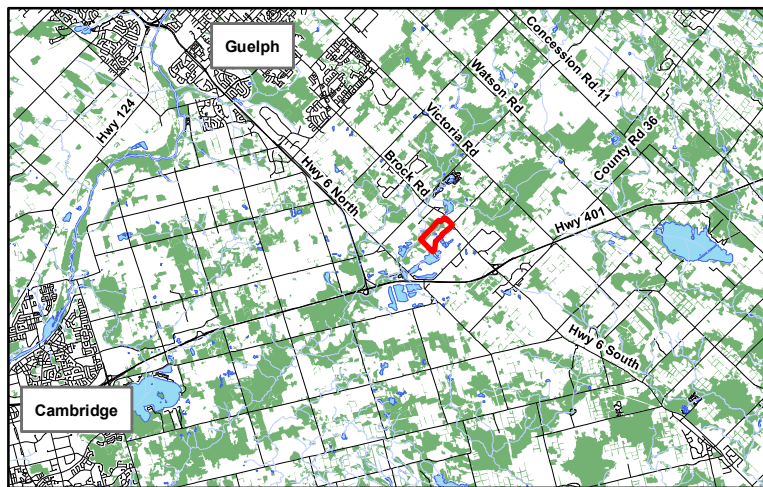 Guelph
Concession Rd 11
Watson Rd
Hwy 124
Victoria Rd
County Rd 36
Brock Rd
Hwy 6 North
Hwy 401
Hwy 6 South
Cambridge